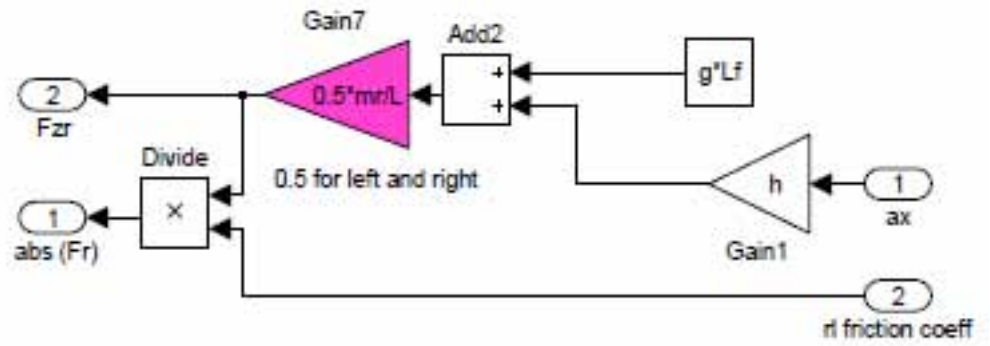 Gain7
Add2
+
+
g*Lf
0.5*mr/L
2
Fzr
Divide
×
0.5 for left and right
h
1
ax
1
abs (Fr)
Gain1
2
rl friction coeff